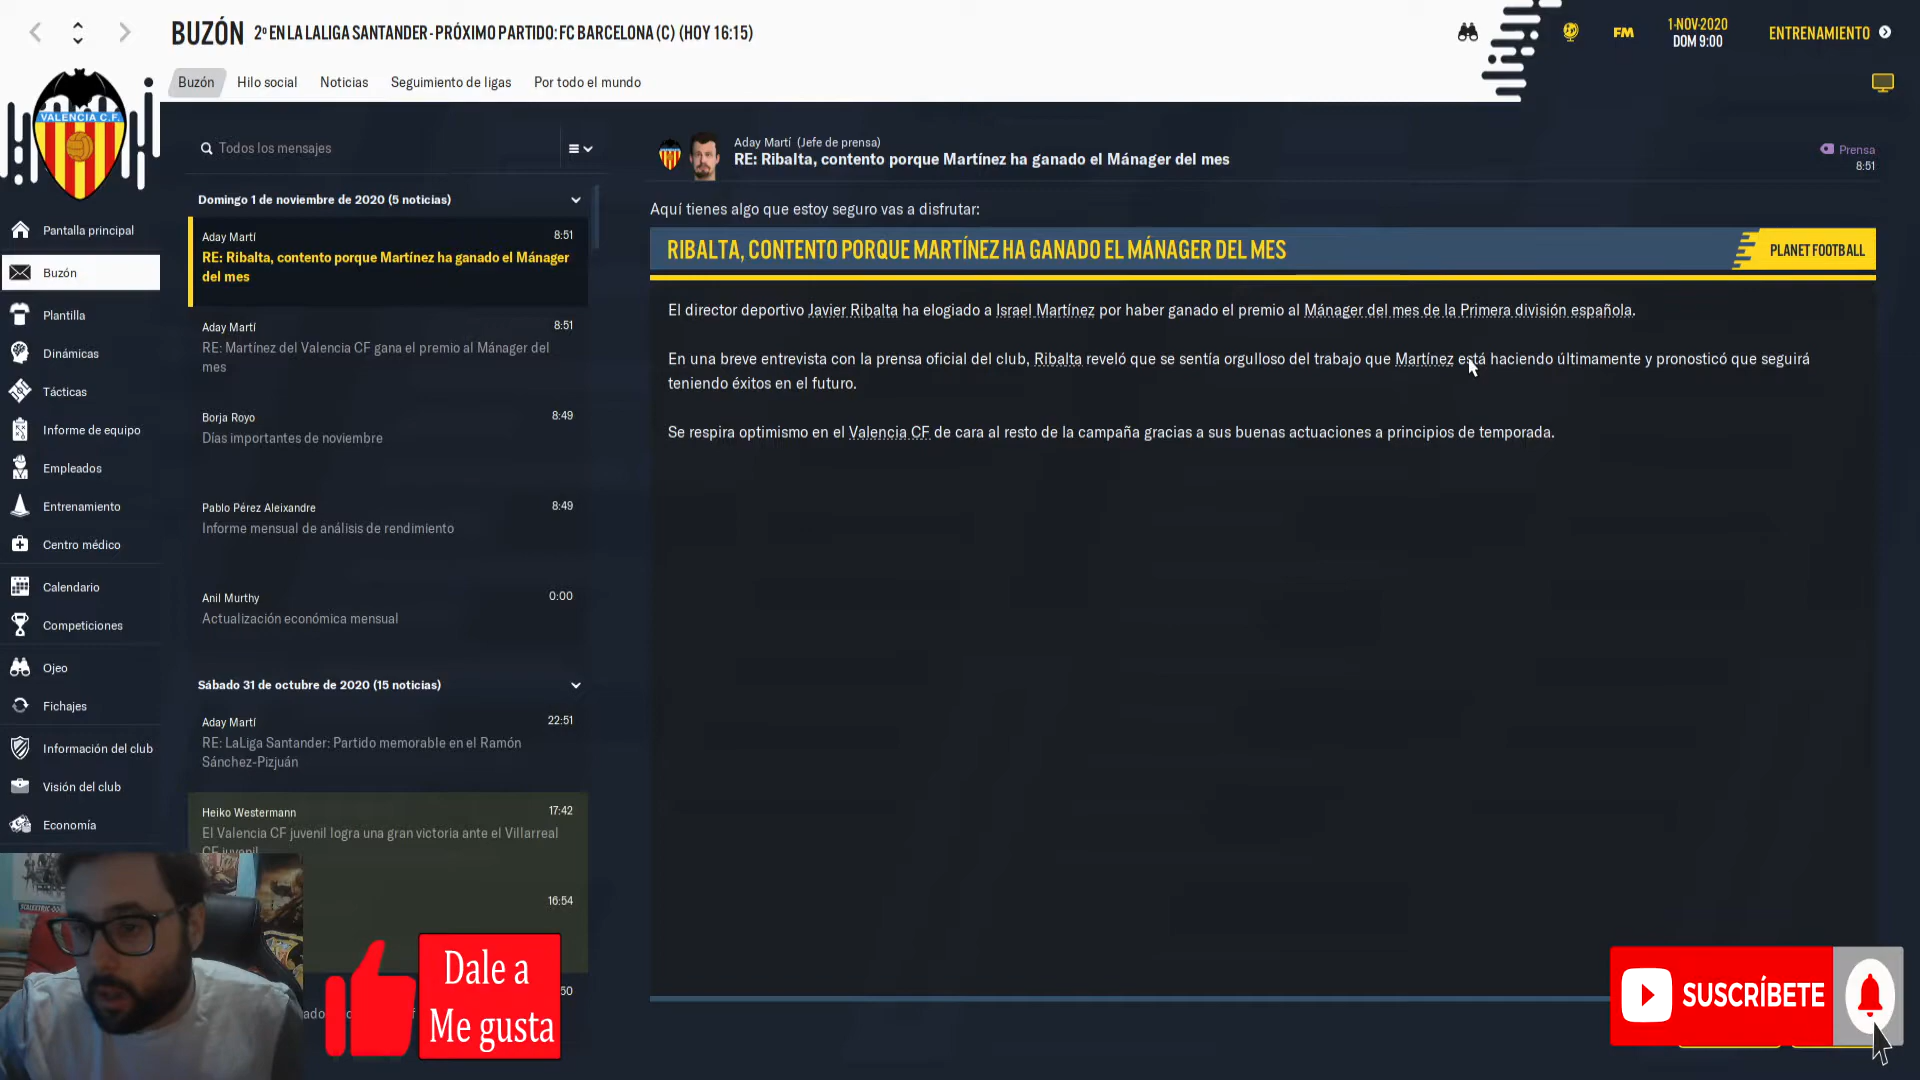 BUZÓN
2º EN LA LALIGA SANTANDER - PRÓXIMO PARTIDO: FC BARCELONA (C) (HOY 16:15)
FM
1-NOV-2020
DOM 9:00
ENTRENAMIENTO
Buzón
Hilo social
Noticias
Seguimiento de ligas
Por todo el mundo
VALENCIA C.F.
Pantalla principal
Buzón
Plantilla
Dinámicas
Tácticas
Informe de equipo
Empleados
Entrenamiento
Centro médico
Calendario
Competiciones
Ojeo
Fichajes
Información del club
Visión del club
Economía
Todos los mensajes
Domingo 1 de noviembre de 2020 (5 noticias)
Aday Martí 8:51
RE: Ribalta, contento porque Martínez ha ganado el Mánager
del mes
Aday Martí 8:51
RE: Martínez del Valencia CF gana el premio al Mánager del
mes
Borja Royo 8:49
Días importantes de noviembre
Pablo Pérez Aleixandre 8:49
Informe mensual de análisis de rendimiento
Anil Murthy 0:00
Actualización económica mensual
Sábado 31 de octubre de 2020 (15 noticias)
Aday Martí 22:51
RE: LaLiga Santander: Partido memorable en el Ramón
Sánchez-Pizjuán
Heiko Westermann 17:42
El Valencia CF juvenil logra una gran victoria ante el Villarreal
CF juvenil
16:54
Aday Martí (Jefe de prensa)
RE: Ribalta, contento porque Martínez ha ganado el Mánager del mes
Prensa
8:51
Aquí tienes algo que estoy seguro vas a disfrutar:
RIBALTA, CONTENTO PORQUE MARTÍNEZ HA GANADO EL MÁNAGER DEL MES
PLANET FOOTBALL
El director deportivo Javier Ribalta ha elogiado a Israel Martínez por haber ganado el premio al Mánager del mes de la Primera división española.
En una breve entrevista con la prensa oficial del club, Ribalta reveló que se sentía orgulloso del trabajo que Martínez está haciendo últimamente y pronosticó que seguirá
teniendo éxitos en el futuro.
Se respira optimismo en el Valencia CF de cara al resto de la campaña gracias a sus buenas actuaciones a principios de temporada.
Dale a
Me gusta
SUSCRÍBETE